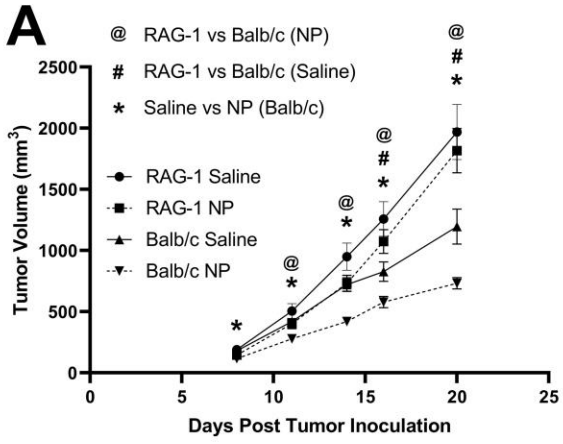 A
@ RAG-1 vs Balb/c (NP)
# RAG-1 vs Balb/c (Saline)
* Saline vs NP (Balb/c)
RAG-1 Saline
RAG-1 NP
Balb/c Saline
Balb/c NP
Tumor Volume (mm³)
2500
2000
1500
1000
500
0
*
@
*
@
*
@
#
*
@
#
*
0 5 10 15 20 25
Days Post Tumor Inoculation